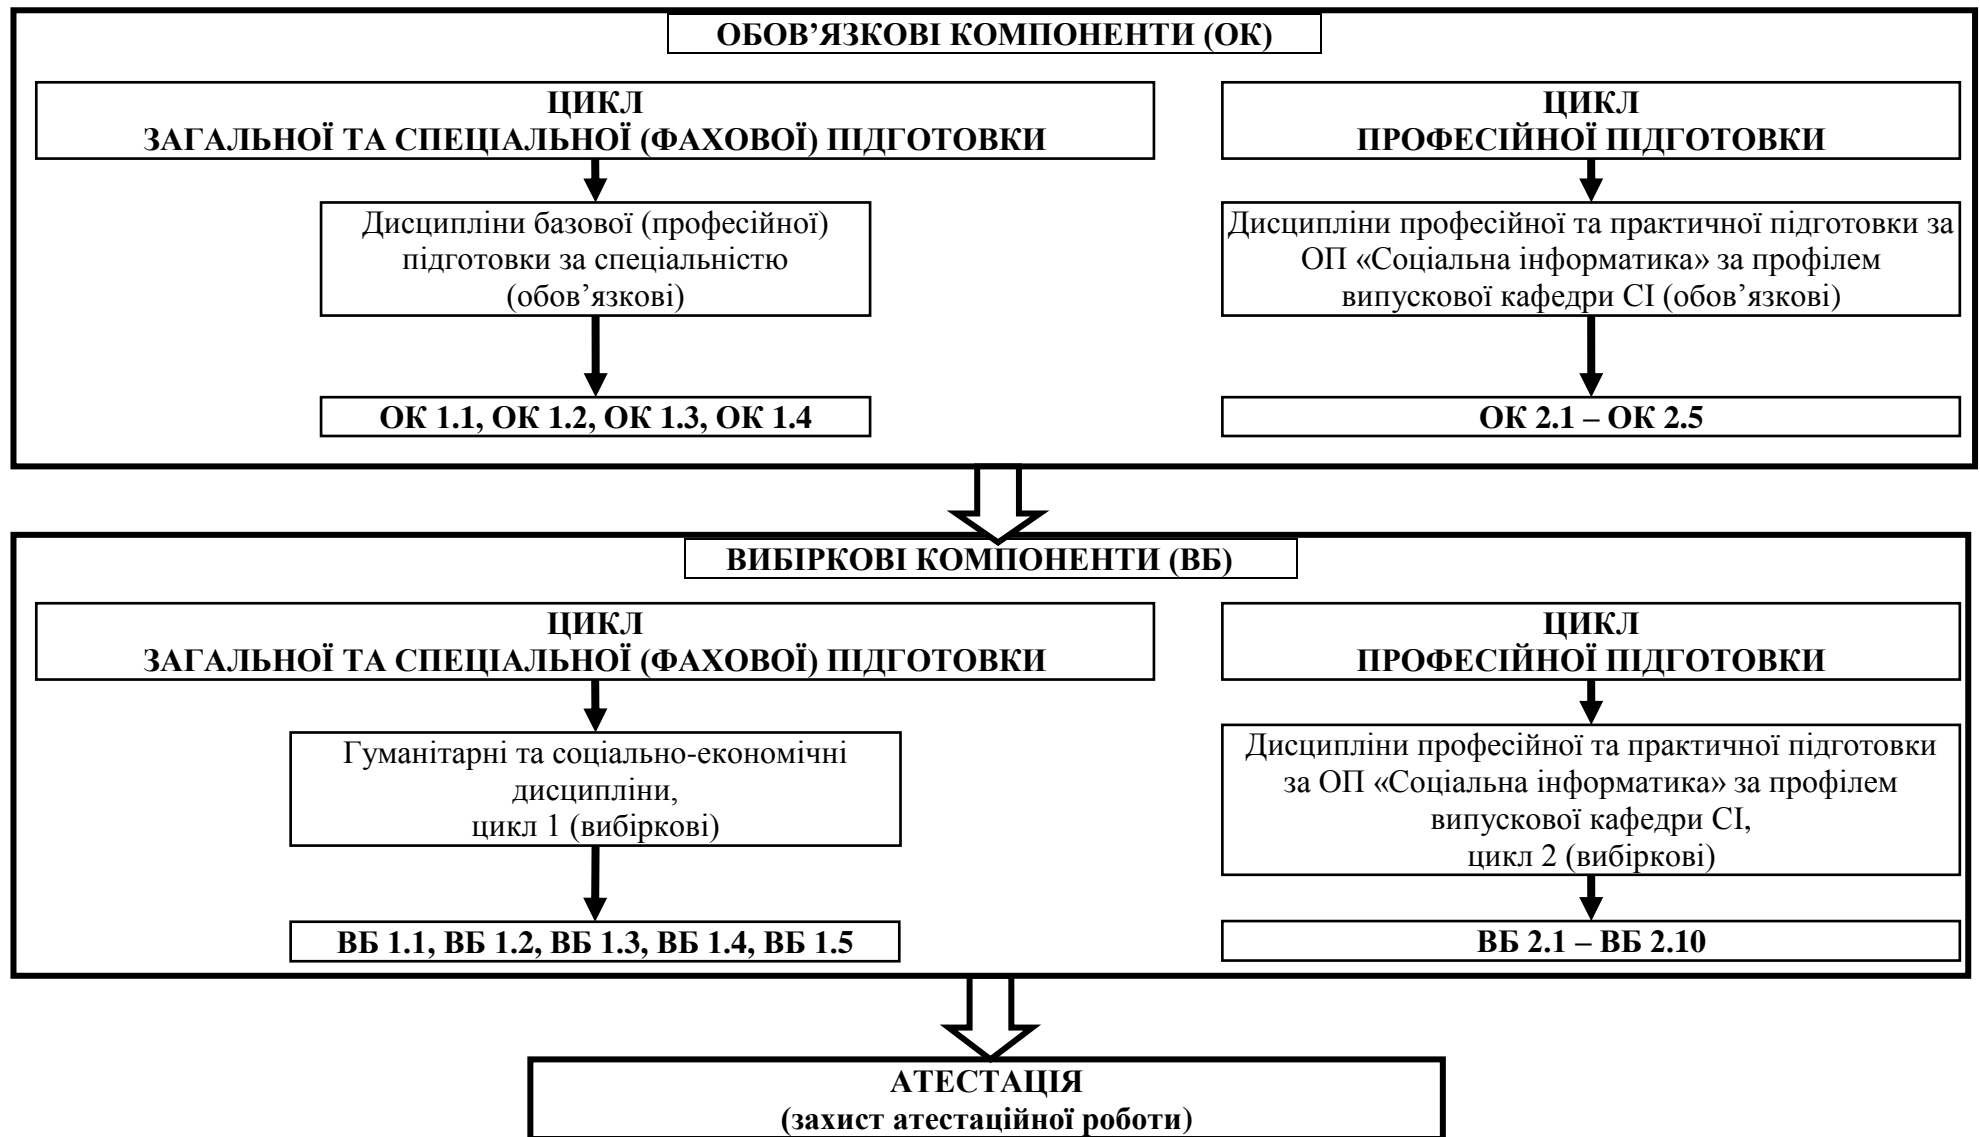 ОБОВ’ЯЗКОВІ КОМПОНЕНТИ (ОК)
ЦИКЛ
ЗАГАЛЬНОЇ ТА СПЕЦІАЛЬНОЇ (ФАХОВОЇ) ПІДГОТОВКИ
ЦИКЛ
ПРОФЕСІЙНОЇ ПІДГОТОВКИ
Дисципліни базової (професійної)
підготовки за спеціальністю
(обов’язкові)
Дисципліни професійної та практичної підготовки за
ОП «Соціальна інформатика» за профілем
випускової кафедри СІ (обов’язкові)
ОК 1.1, ОК 1.2, ОК 1.3, ОК 1.4
ОК 2.1 – ОК 2.5
ВИБІРКОВІ КОМПОНЕНТИ (ВБ)
ЦИКЛ
ЗАГАЛЬНОЇ ТА СПЕЦІАЛЬНОЇ (ФАХОВОЇ) ПІДГОТОВКИ
ЦИКЛ
ПРОФЕСІЙНОЇ ПІДГОТОВКИ
Гуманітарні та соціально-економічні
дисципліни,
цикл 1 (вибіркові)
Дисципліни професійної та практичної підготовки
за ОП «Соціальна інформатика» за профілем
випускової кафедри СІ,
цикл 2 (вибіркові)
ВБ 1.1, ВБ 1.2, ВБ 1.3, ВБ 1.4, ВБ 1.5
ВБ 2.1 – ВБ 2.10
АТЕСТАЦІЯ
(захист атестаційної роботи)